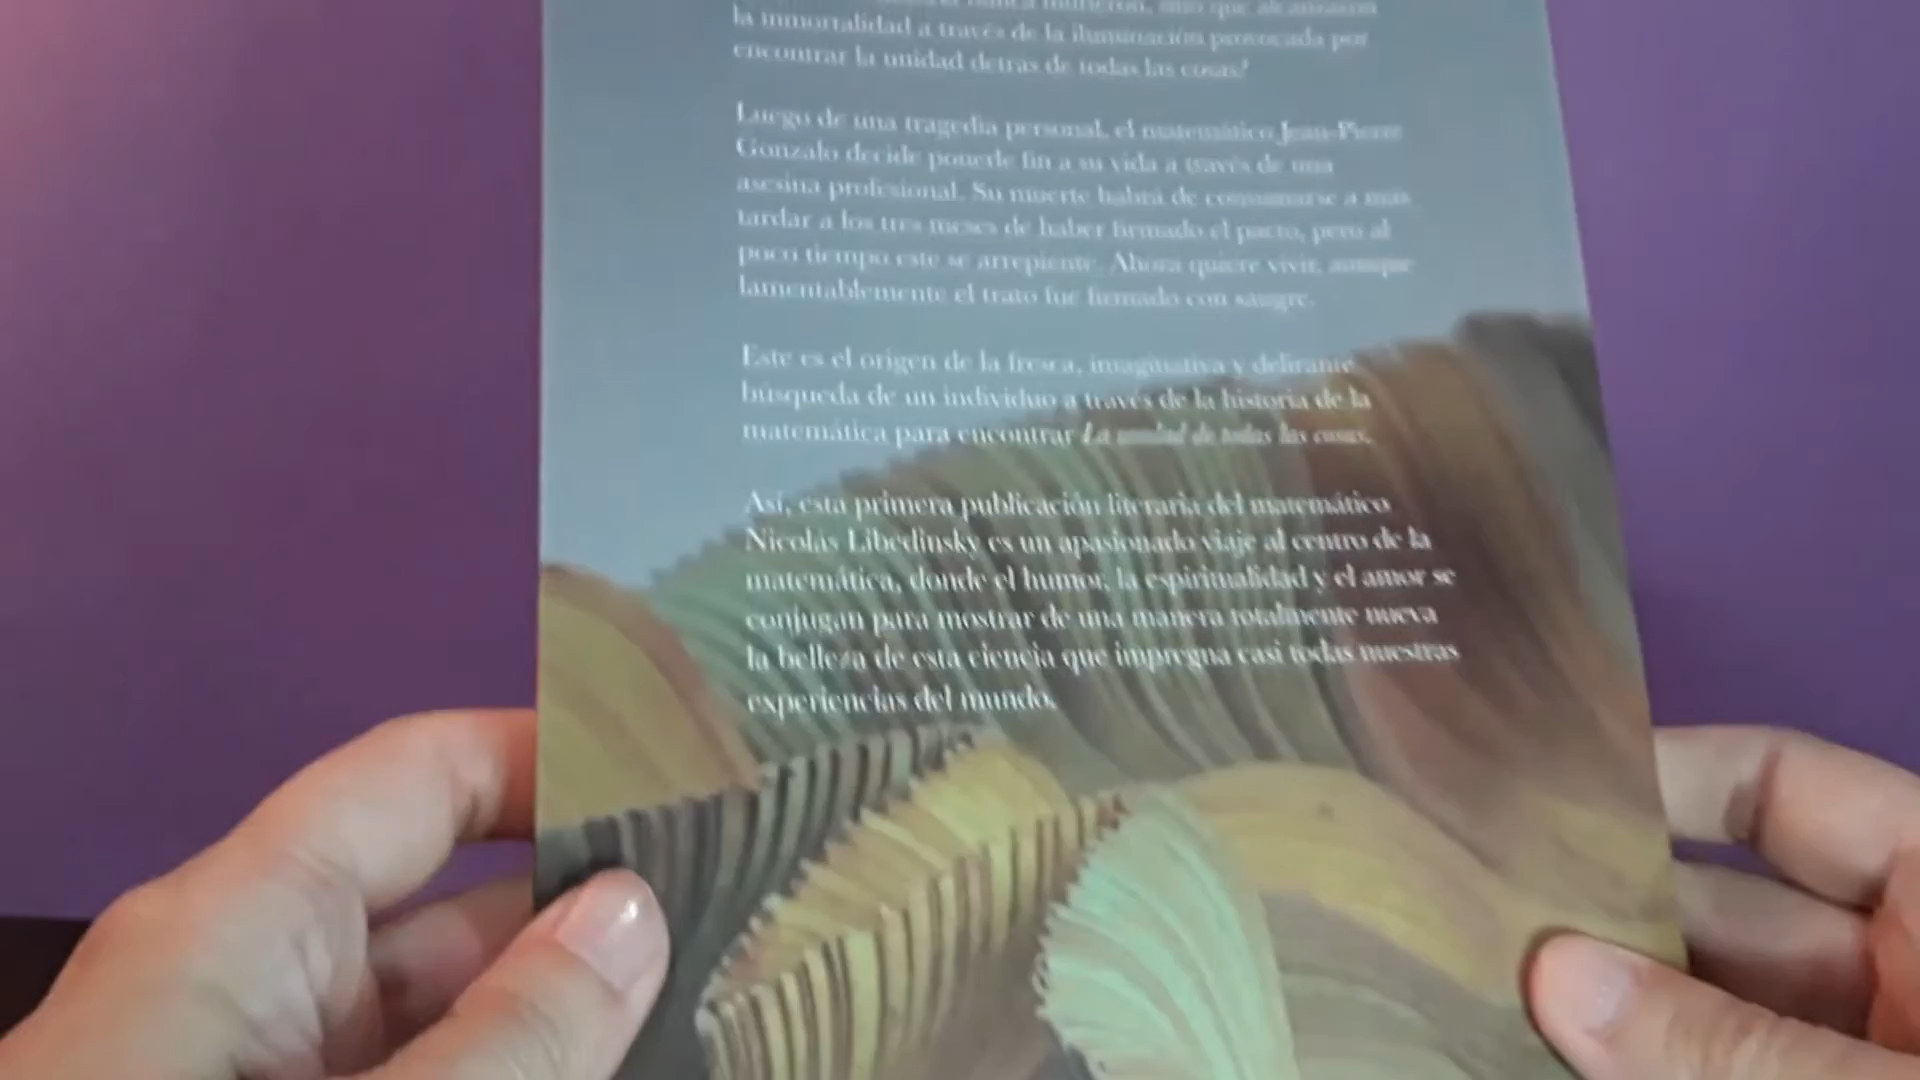 nunca murieron, sino que alcanzaron
la inmortalidad a través de la iluminación provocada por
encontrar la unidad detrás de todas las cosas?
Luego de una tragedia personal, el matemático Jean-Pierre
Gonzalo decide ponerle fin a su vida a través de una
asesina profesional. Su muerte habrá de consumarse a más
tardar a los tres meses de haber firmado el pacto, pero al
poco tiempo este se arrepiente. Ahora quiere vivir, aunque
lamentablemente el trato fue firmado con sangre.
Este es el origen de la fresca, imaginativa y delirante
búsqueda de un individuo a través de la historia de la
matemática para encontrar La unidad de todas las cosas.
Así, esta primera publicación literaria del matemático
Nicolás Libedinsky es un apasionado viaje al centro de la
matemática, donde el humor, la espiritualidad y el amor se
conjugan para mostrar de una manera totalmente nueva
la belleza de esta ciencia que impregna casi todas nuestras
experiencias del mundo.